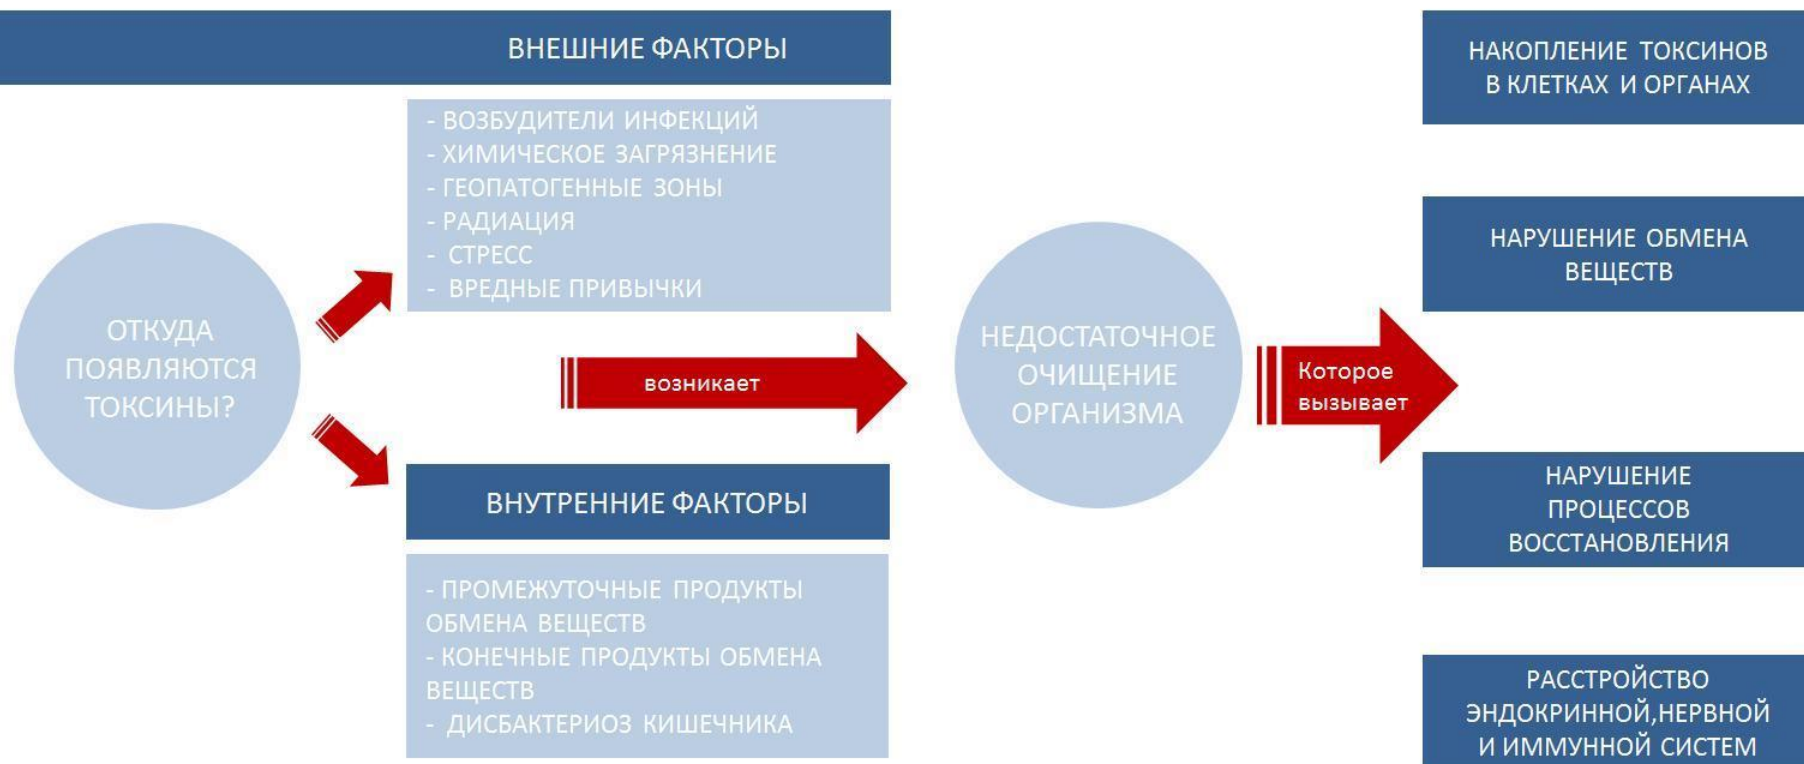 ВНЕШНИЕ ФАКТОРЫ
- ВОЗБУДИТЕЛИ ИНФЕКЦИЙ
- ХИМИЧЕСКОЕ ЗАГРЯЗНЕНИЕ
- ГЕОПАТОГЕННЫЕ ЗОНЫ
- РАДИАЦИЯ
- СТРЕСС
- ВРЕДНЫЕ ПРИВЫЧКИ
ОТКУДА
ПОЯВЛЯЮТСЯ
ТОКСИНЫ?
возникает
ВНУТРЕННИЕ ФАКТОРЫ
- ПРОМЕЖУТОЧНЫЕ ПРОДУКТЫ
ОБМЕНА ВЕЩЕСТВ
- КОНЕЧНЫЕ ПРОДУКТЫ ОБМЕНА
ВЕЩЕСТВ
- ДИСБАКТЕРИОЗ КИШЕЧНИКА
НЕДОСТАТОЧНОЕ
ОЧИЩЕНИЕ
ОРГАНИЗМА
Которое
вызывает
НАКОПЛЕНИЕ ТОКСИНОВ
В КЛЕТКАХ И ОРГАНАХ
НАРУШЕНИЕ ОБМЕНА
ВЕЩЕСТВ
НАРУШЕНИЕ
ПРОЦЕССОВ
ВОССТАНОВЛЕНИЯ
РАССТРОЙСТВО
ЭНДОКРИННОЙ,НЕРВНОЙ
И ИММУННОЙ СИСТЕМ